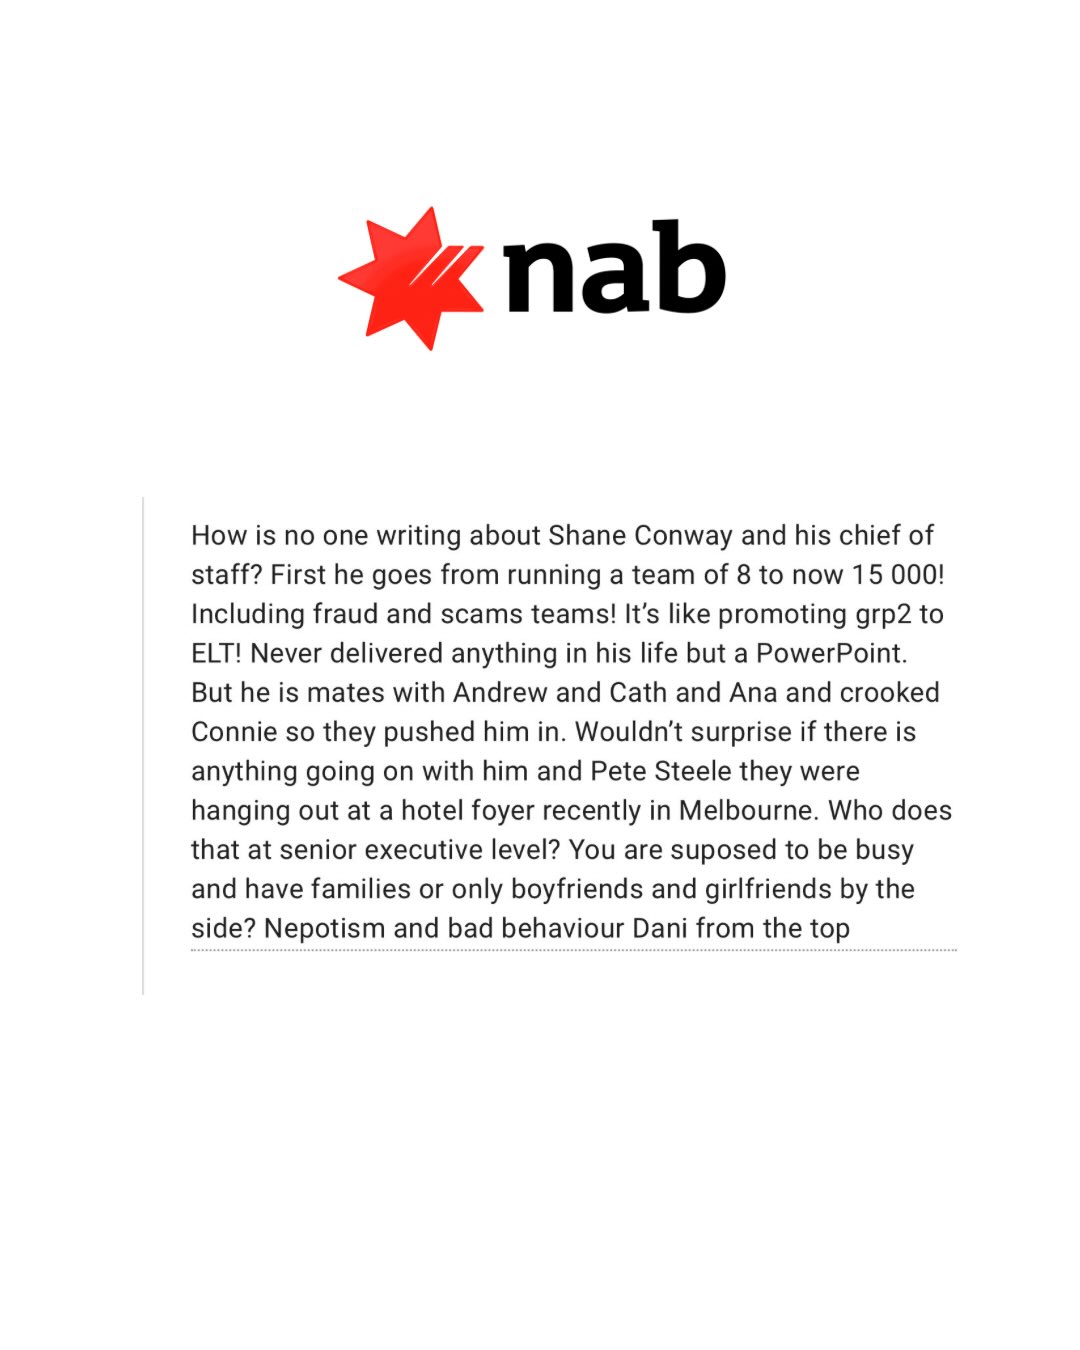 nab
How is no one writing about Shane Conway and his chief of
staff? First he goes from running a team of 8 to now 15 000!
Including fraud and scams teams! It’s like promoting grp2 to
ELT! Never delivered anything in his life but a PowerPoint.
But he is mates with Andrew and Cath and Ana and crooked
Connie so they pushed him in. Wouldn’t surprise if there is
anything going on with him and Pete Steele they were
hanging out at a hotel foyer recently in Melbourne. Who does
that at senior executive level? You are suposed to be busy
and have families or only boyfriends and girlfriends by the
side? Nepotism and bad behaviour Dani from the top